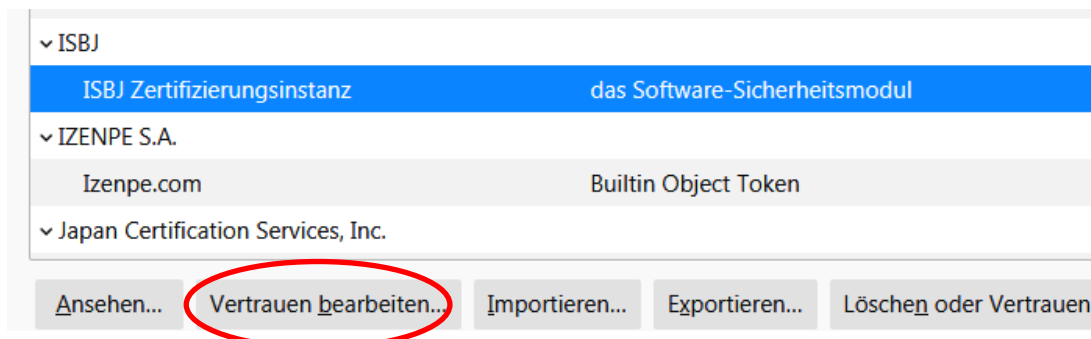 ISBJ
ISBJ Zertifizierungsinstanz das Software-Sicherheitsmodul
IZENPE S.A.
Izenpe.com Builtin Object Token
Japan Certification Services, Inc.
Ansehen... Vertrauen bearbeiten... Importieren... Exportieren... Löschen oder Vertrauen